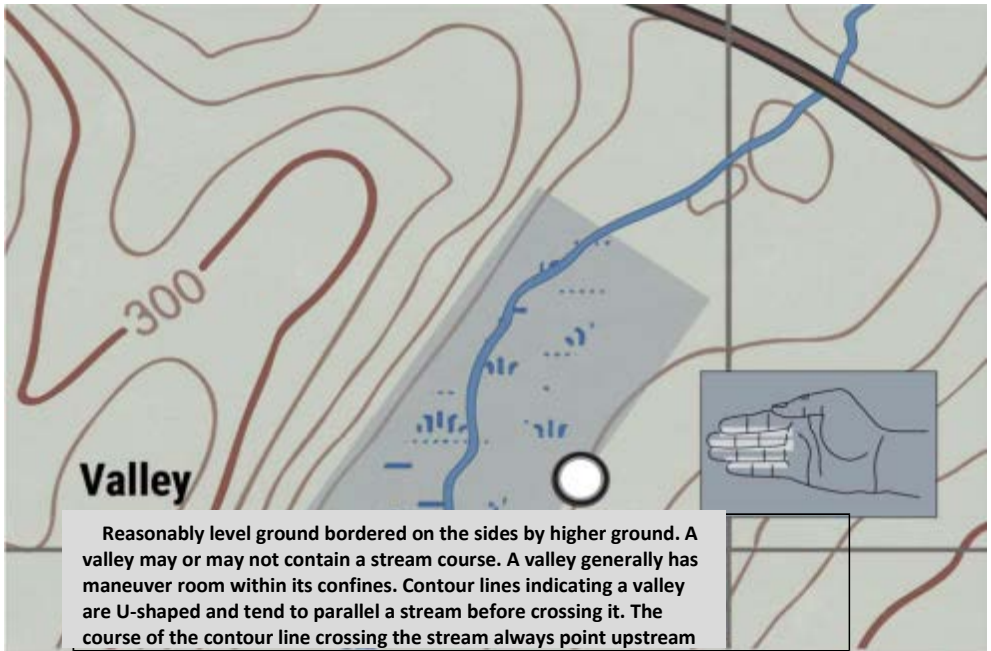 300
Valley
Reasonably level ground bordered on the sides by higher ground. A
valley may or may not contain a stream course. A valley generally has
maneuver room within its confines. Contour lines indicating a valley
are U-shaped and tend to parallel a stream before crossing it. The
course of the contour line crossing the stream always point upstream